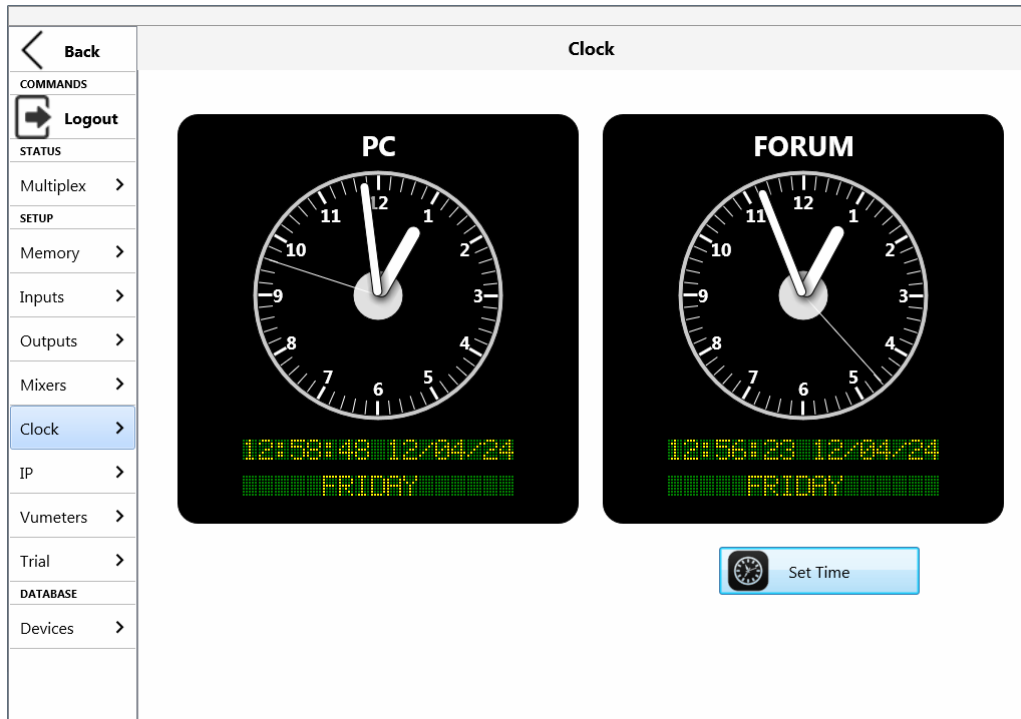 Back
Clock
COMMANDS
Logout
STATUS
Multiplex
SETUP
Memory
Inputs
Outputs
Mixers
Clock
IP
Vumeters
Trial
DATABASE
Devices
PC
12
1
2
3
4
5
6
7
8
9
10
11
12:58:48 12/04/24
FRIDAY
FORUM
12
1
2
3
4
5
6
7
8
9
10
11
12:56:23 12/04/24
FRIDAY
Set Time